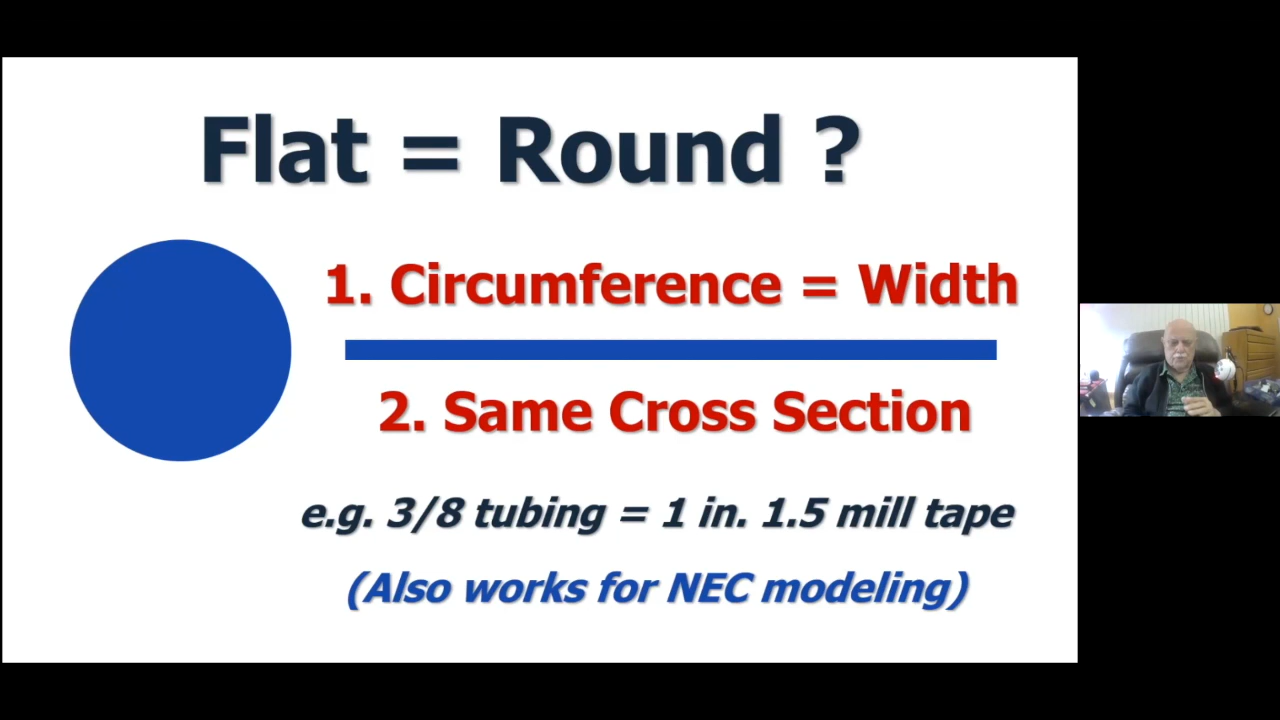 Flat = Round ?
1. Circumference = Width
2. Same Cross Section
e.g. 3/8 tubing = 1 in. 1.5 mill tape
(Also works for NEC modeling)